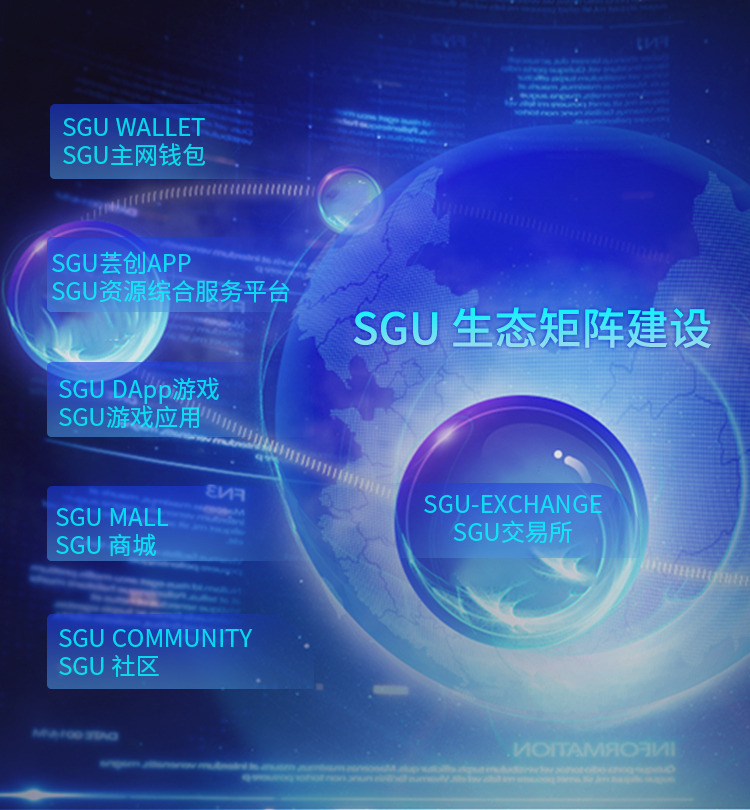 SGU WALLET
SGU主网钱包
SGU芸创APP
SGU资源综合服务平台
SGU 生态矩阵建设
SGU DApp游戏
SGU游戏应用
SGU-EXCHANGE
SGU交易所
SGU MALL
SGU 商城
SGU COMMUNITY
SGU 社区
FN3
INFORMATION